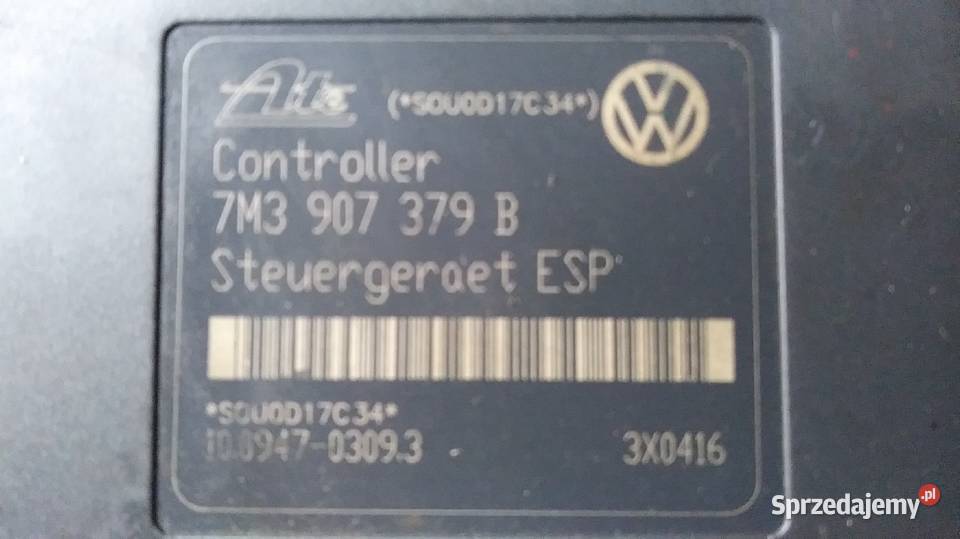 Ate (*SOU0D17C34*)
Controller
7M3 907 379 B
Steuergeraet ESP
*SOU0D17C34*
10.0947-0309.3 3X0416
Sprzedajemy.pl